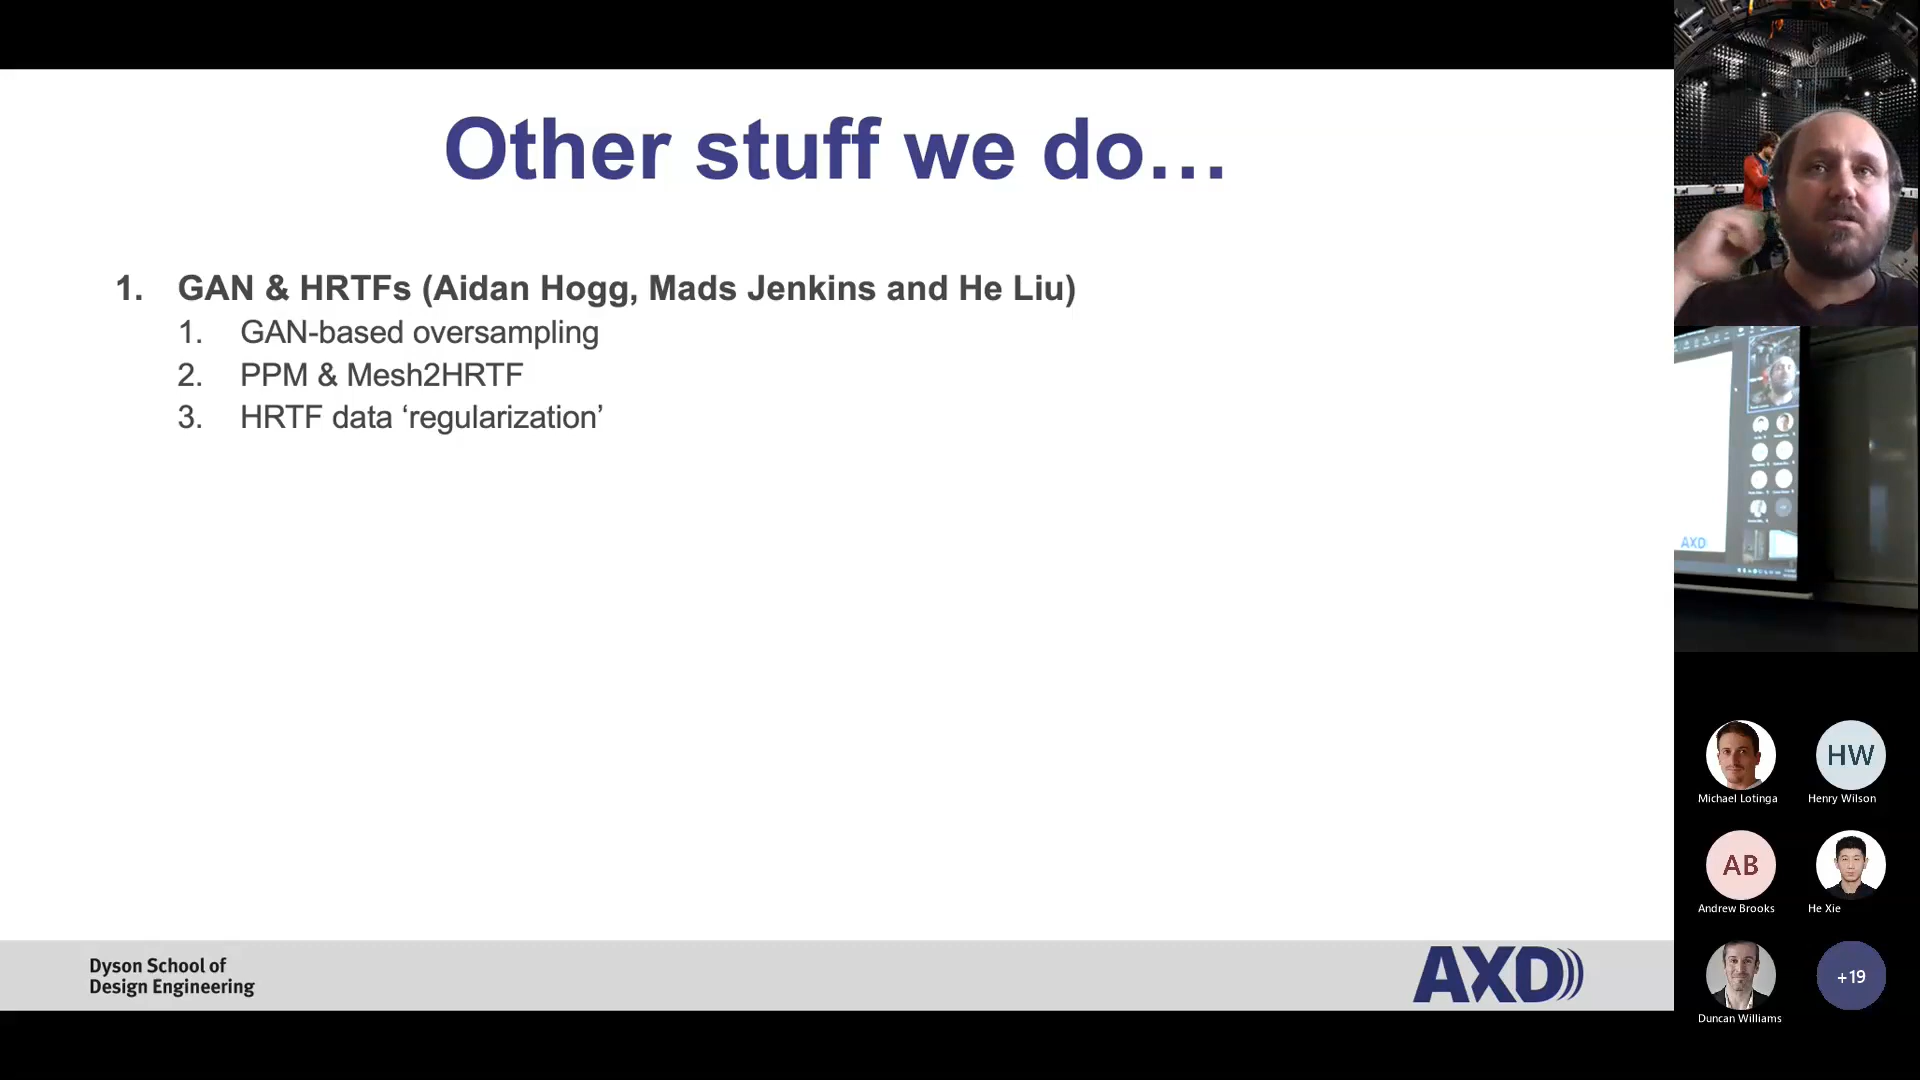 Other stuff we do...
1. GAN & HRTFs (Aidan Hogg, Mads Jenkins and He Liu)
1. GAN-based oversampling
2. PPM & Mesh2HRTF
3. HRTF data ‘regularization’
Dyson School of
Design Engineering
AXD
AXD
HW
Michael Lotinga
Henry Wilson
AB
Andrew Brooks
He Xie
+19
Duncan Williams